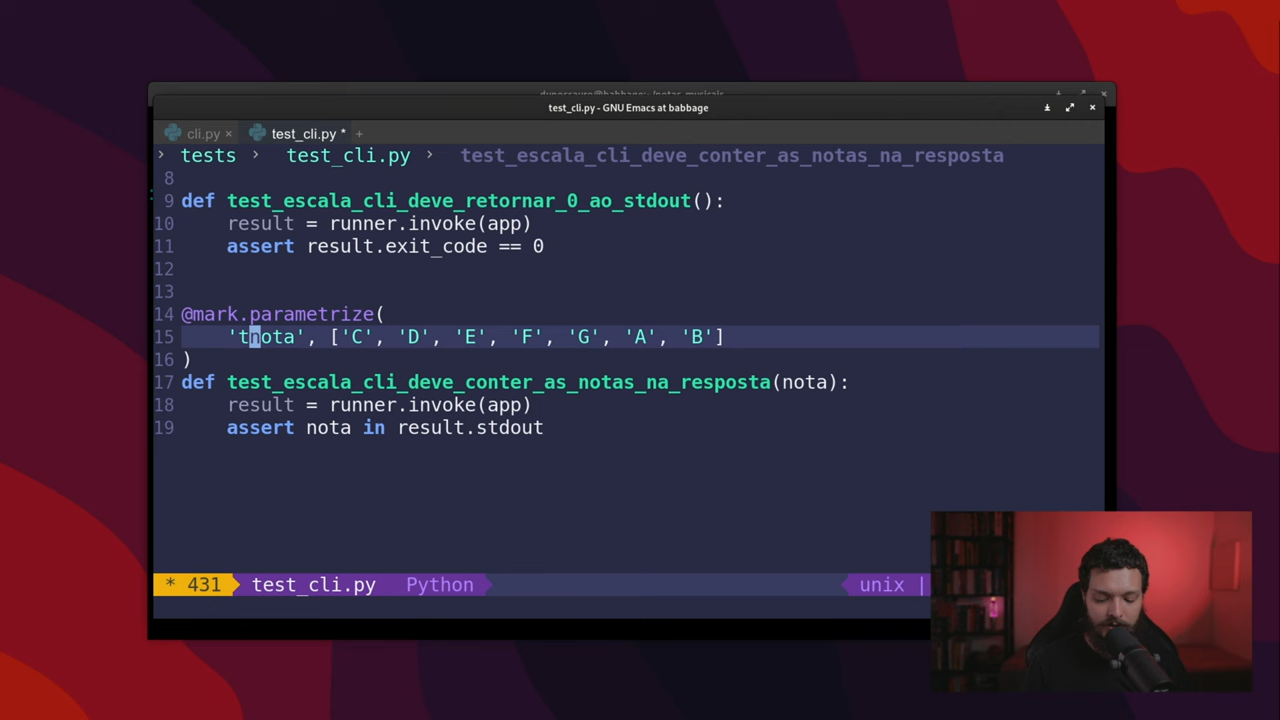 test_cli.py - GNU Emacs at babbage
cli.py × test_cli.py * +
› tests › test_cli.py › test_escala_cli_deve_conter_as_notas_na_resposta
8
9 def test_escala_cli_deve_retornar_0_ao_stdout():
10     result = runner.invoke(app)
11     assert result.exit_code == 0
12
13
14 @mark.parametrize(
15     'tnota', ['C', 'D', 'E', 'F', 'G', 'A', 'B']
16 )
17 def test_escala_cli_deve_conter_as_notas_na_resposta(nota):
18     result = runner.invoke(app)
19     assert nota in result.stdout
* 431 test_cli.py Python unix |